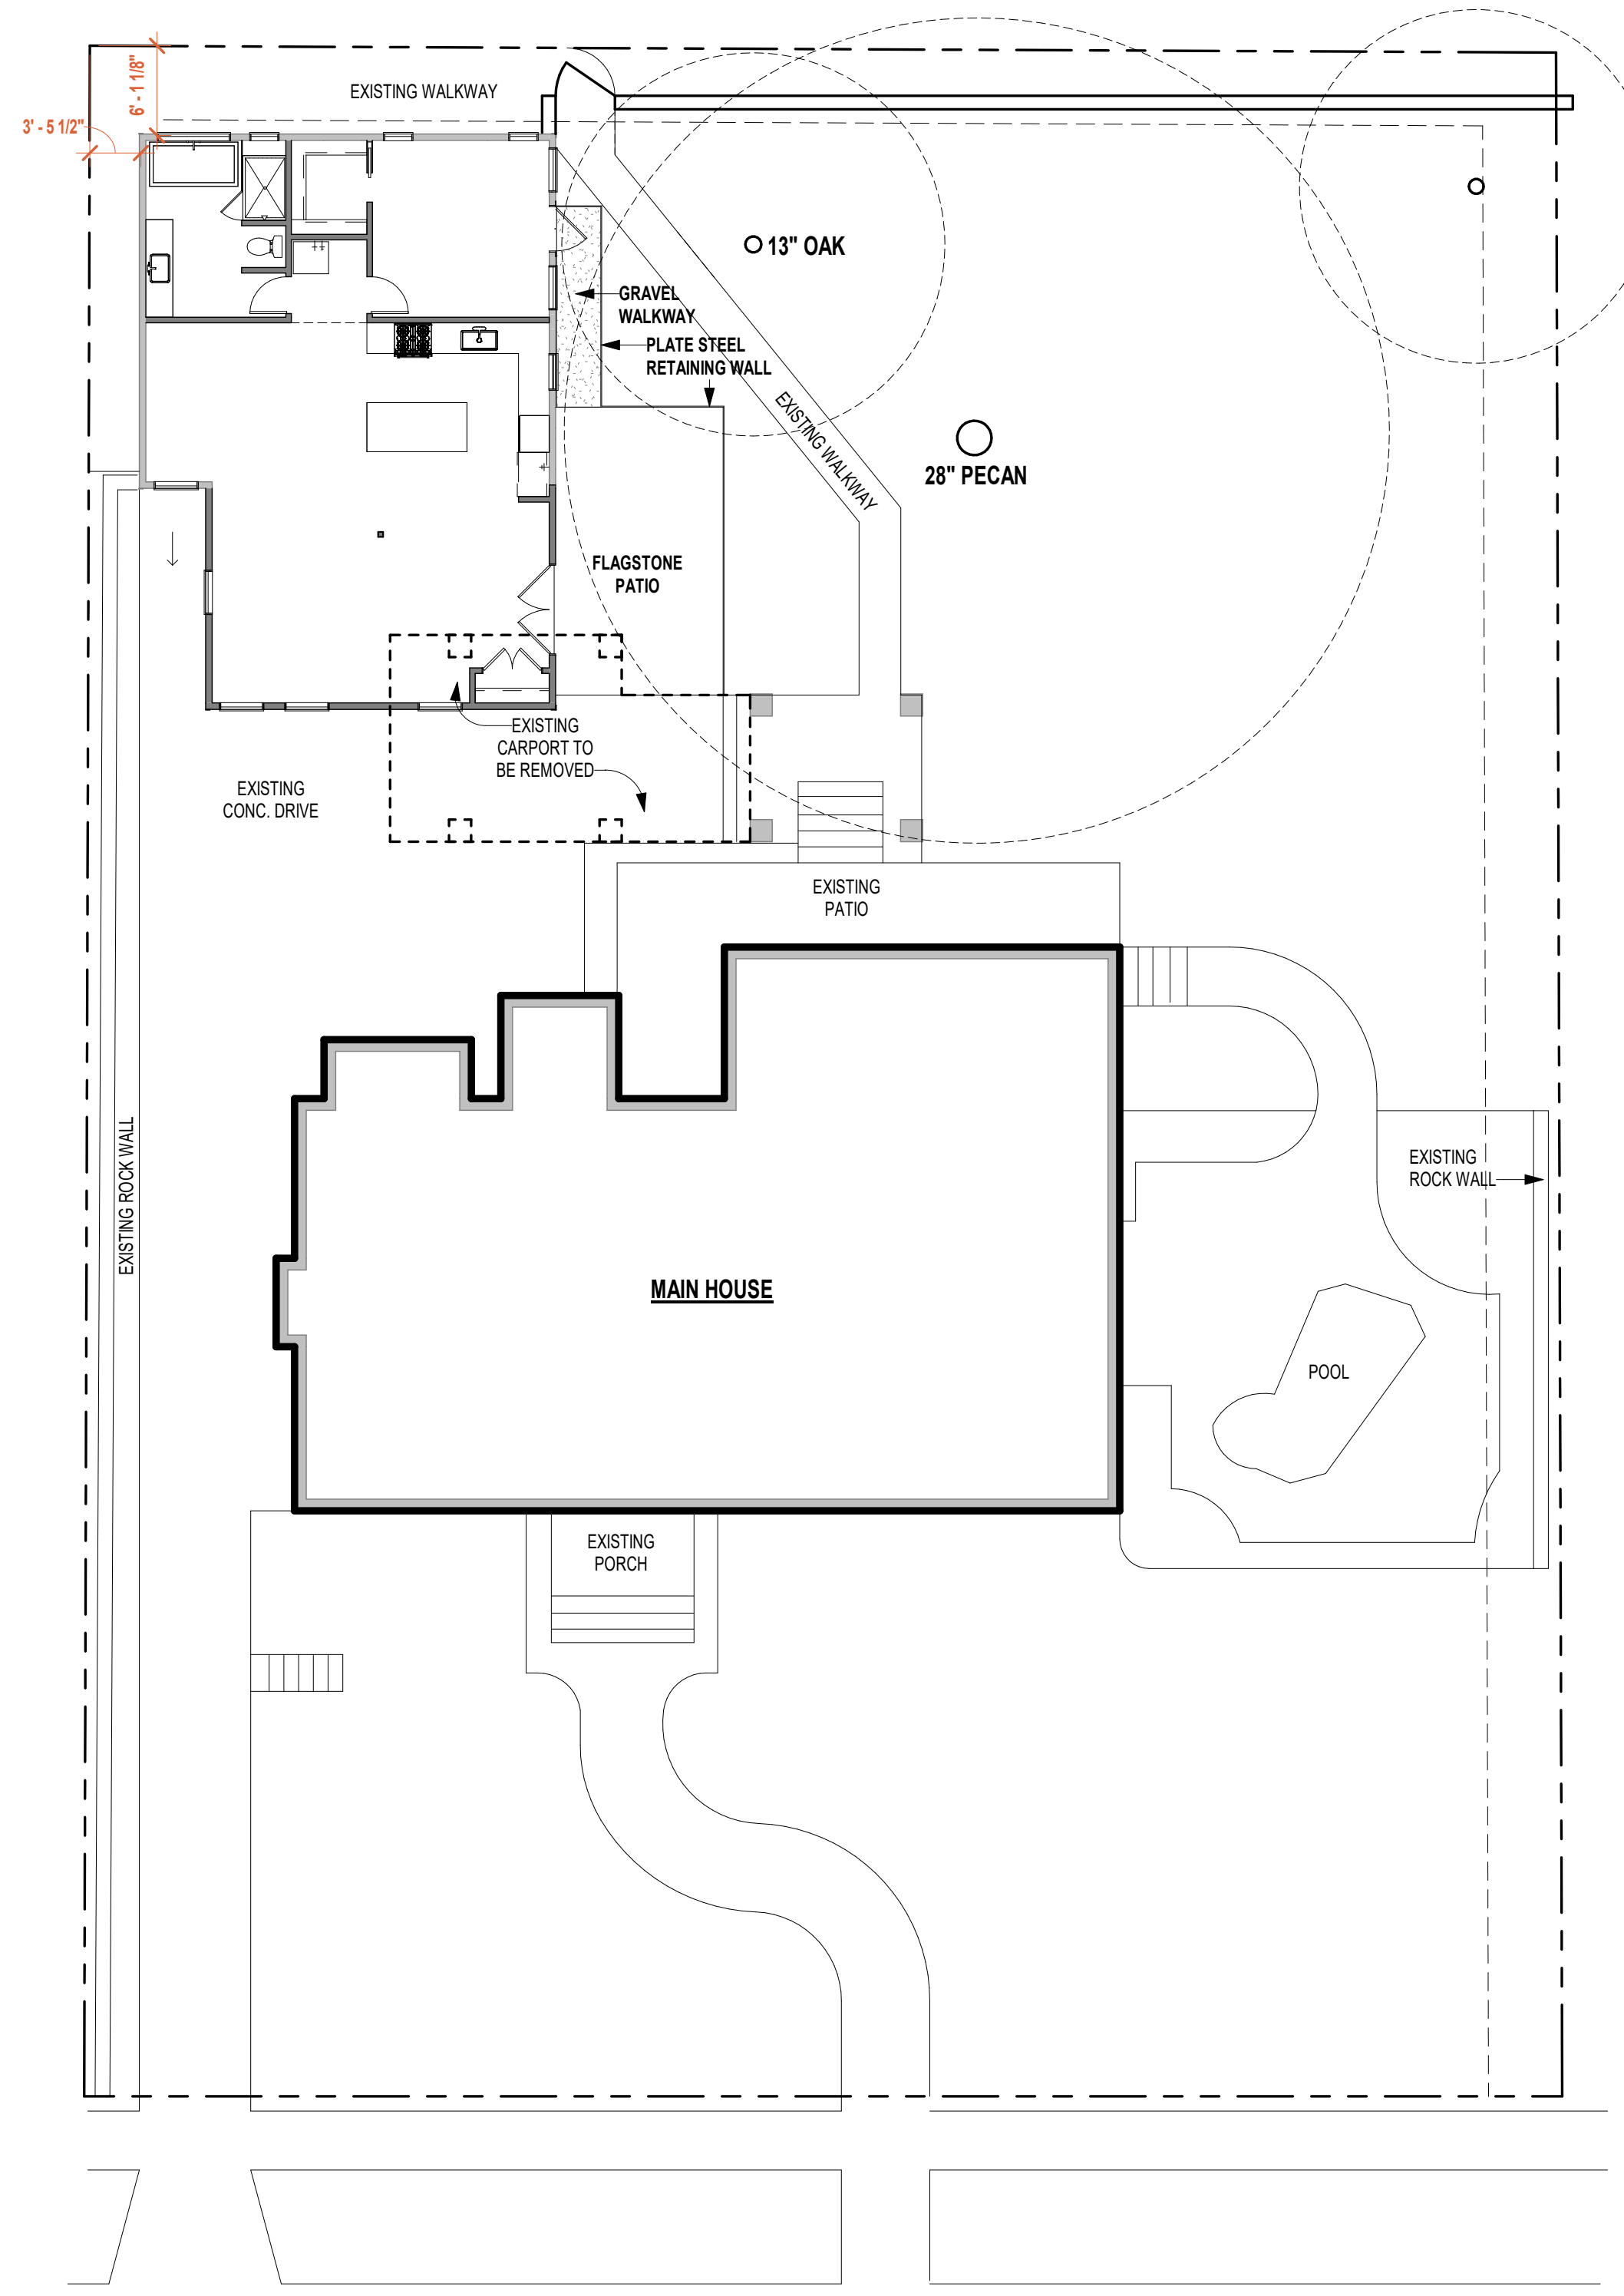 EXISTING WALKWAY
6' - 1 1/8"
3' - 5 1/2"
13" OAK
GRAVEL
WALKWAY
PLATE STEEL
RETAINING WALL
EXISTING WALKWAY
28" PECAN
FLAGSTONE
PATIO
EXISTING
CARPORT TO
BE REMOVED
EXISTING
CONC. DRIVE
EXISTING
PATIO
EXISTING ROCK WALL
EXISTING
ROCK WALL
MAIN HOUSE
POOL
EXISTING
PORCH